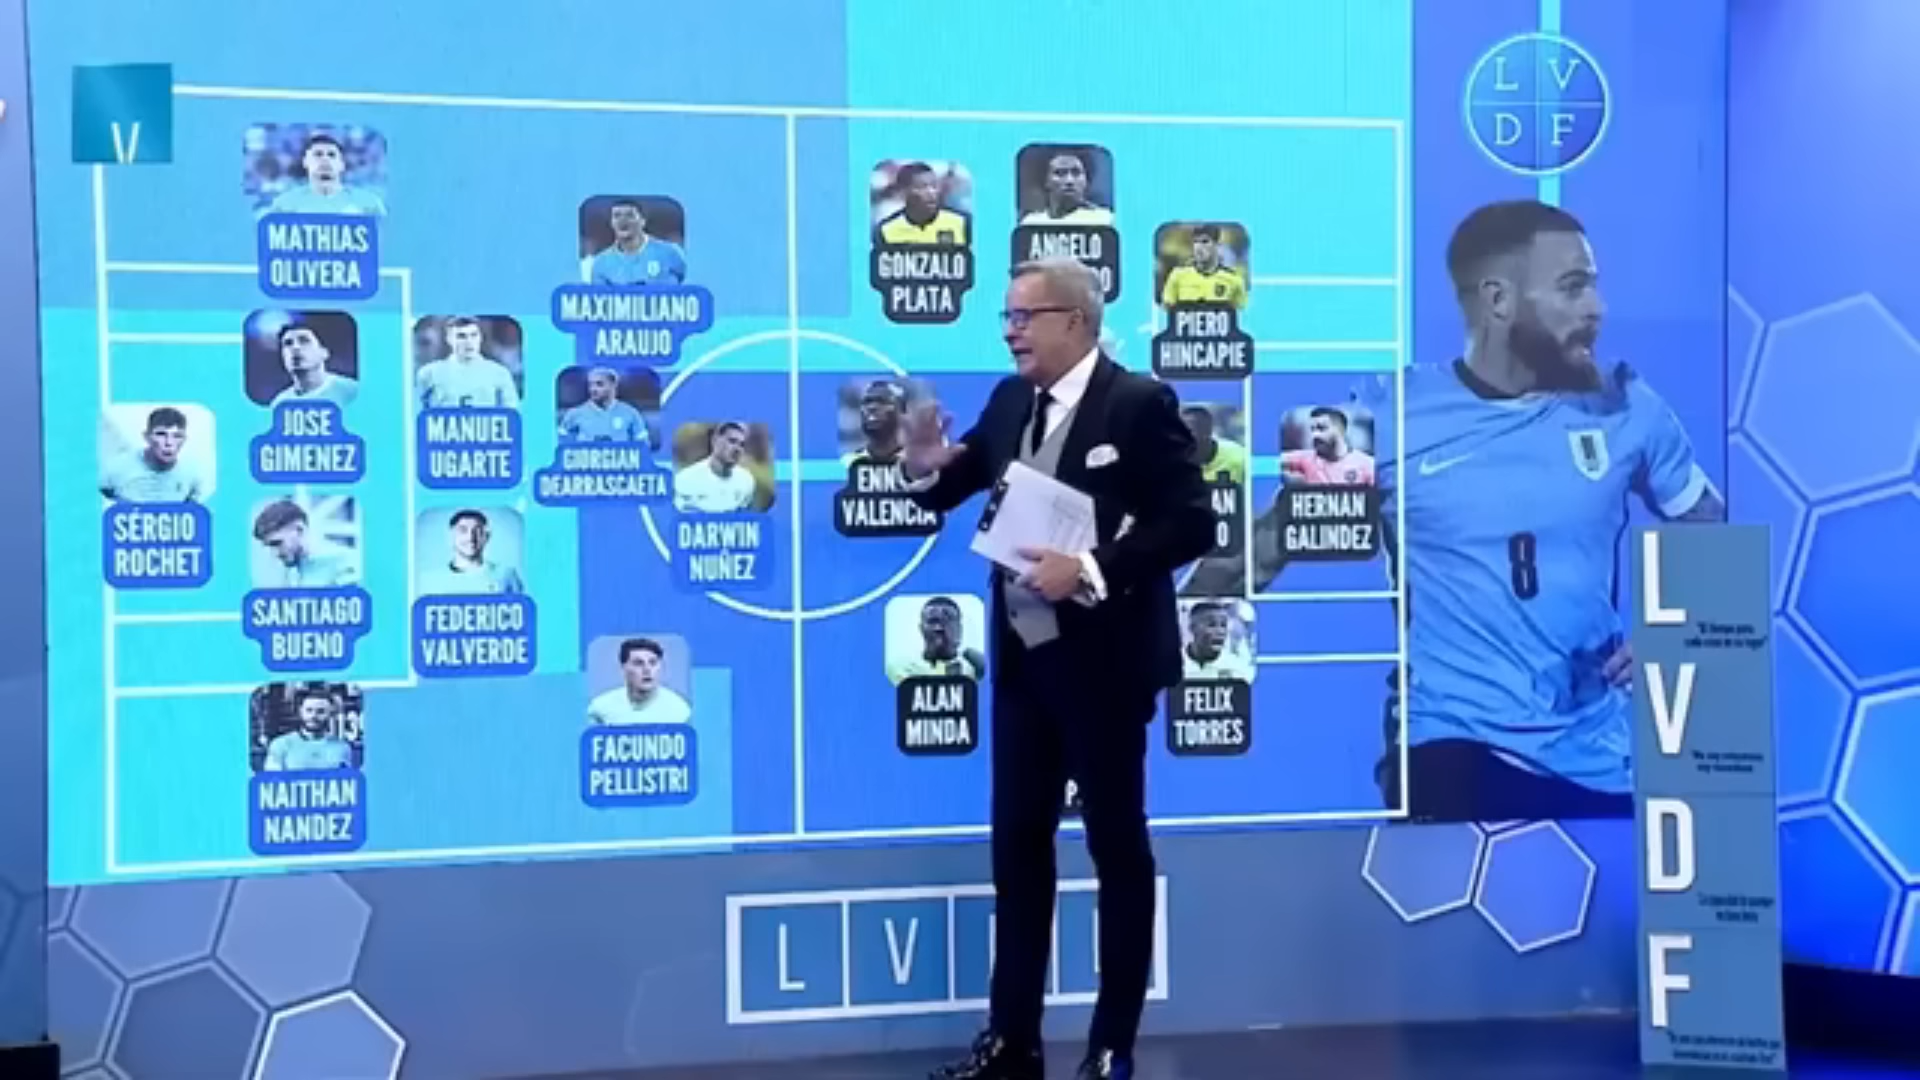 V
L V
D F
MATHIAS
OLIVERA
MAXIMILIANO
ARAUJO
GONZALO
PLATA
ANGELO
PIERO
HINCAPIE
JOSE
GIMENEZ
MANUEL
UGARTE
GIORGIAN
DEARRASCAETA
SÉRGIO
ROCHET
DARWIN
NUÑEZ
VALENCIA
HERNAN
GALINDEZ
8
SANTIAGO
BUENO
FEDERICO
VALVERDE
FACUNDO
PELLISTRI
ALAN
MINDA
FELIX
TORRES
NAITHAN
NANDEZ
L V
L
V
D
F